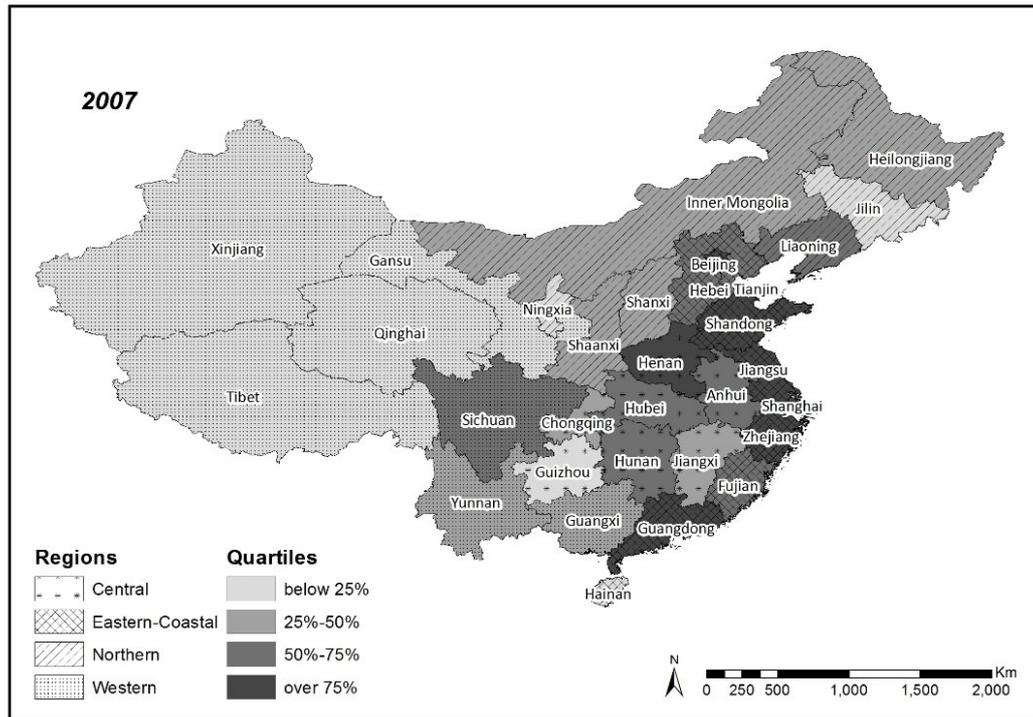 2007
Heilongjiang
Inner Mongolia
Jilin
Xinjiang
Liaoning
Gansu
Beijing
Hebei
Tianjin
Ningxia
Shanxi
Qinghai
Shandong
Shaanxi
Henan
Jiangsu
Tibet
Anhui
Shanghai
Hubei
Sichuan
Chongqing
Zhejiang
Guizhou
Hunan
Jiangxi
Fujian
Yunnan
Guangxi
Guangdong
Hainan
Regions
Central
Eastern-Coastal
Northern
Western
Quartiles
below 25%
25%-50%
50%-75%
over 75%
N
Km
0 250 500 1,000 1,500 2,000